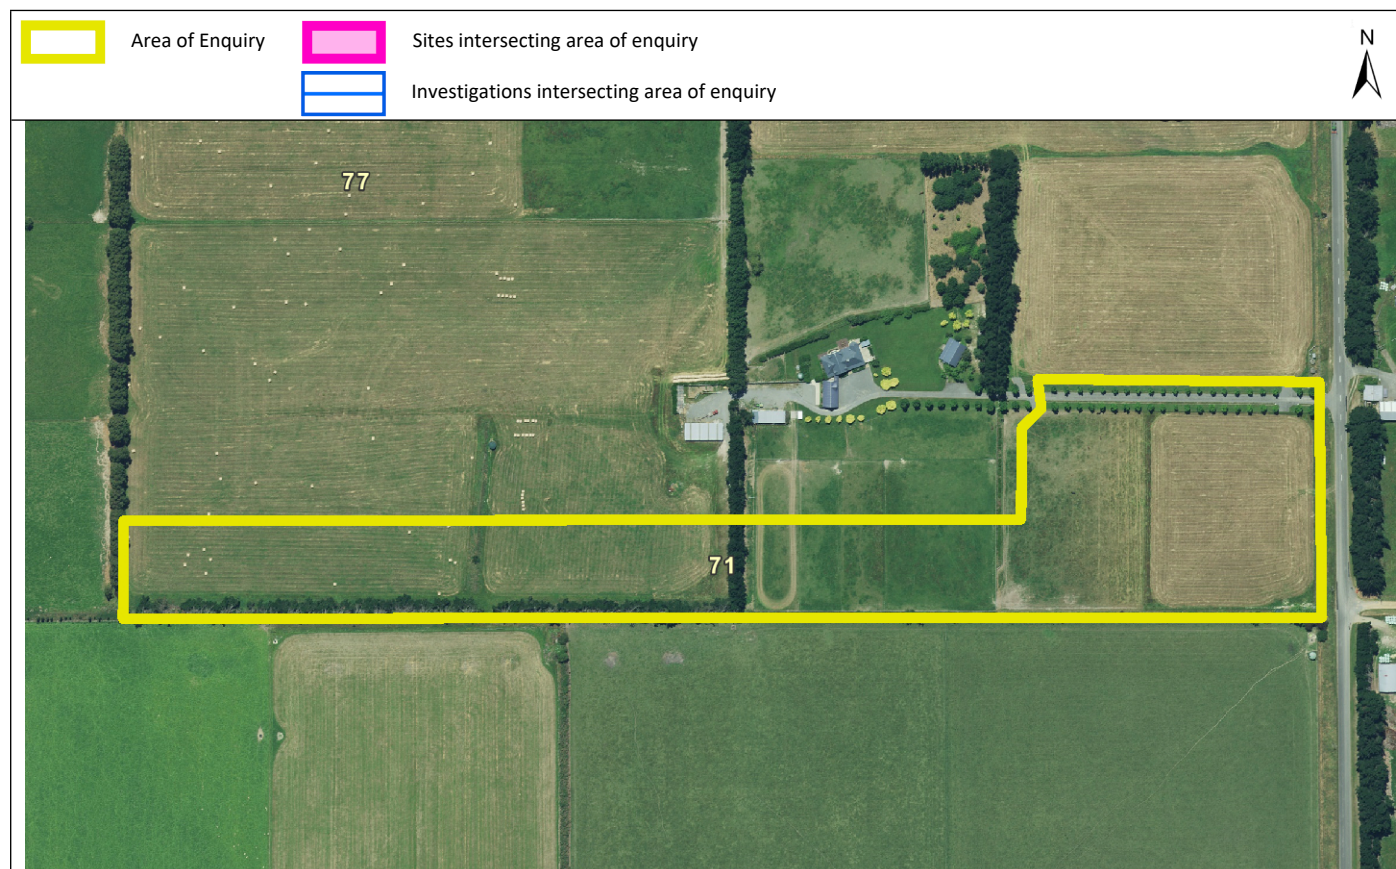 Area of Enquiry
Sites intersecting area of enquiry
Investigations intersecting area of enquiry
N
77
71